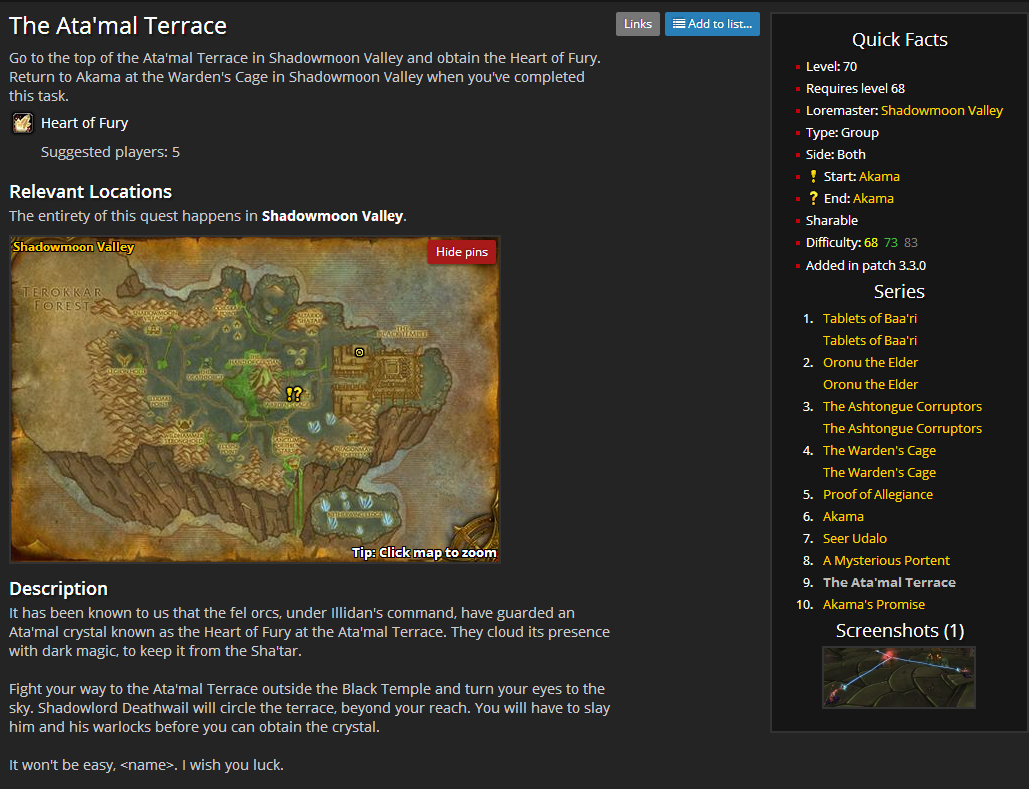 The Ata'mal Terrace
Links
Add to list...
Go to the top of the Ata'mal Terrace in Shadowmoon Valley and obtain the Heart of Fury.
Return to Akama at the Warden's Cage in Shadowmoon Valley when you've completed
this task.
Heart of Fury
Suggested players: 5
Relevant Locations
The entirety of this quest happens in Shadowmoon Valley.
Shadowmoon Valley
Hide pins
TEROKKAR
FOREST
THE
BLACK TEMPLE
LEGION HOLD
THE
DEATHFORGE
WARDEN'S CAGE
NETHERWING LEDGE
Tip: Click map to zoom
Description
It has been known to us that the fel orcs, under Illidan's command, have guarded an
Ata'mal crystal known as the Heart of Fury at the Ata'mal Terrace. They cloud its presence
with dark magic, to keep it from the Sha'tar.
Fight your way to the Ata'mal Terrace outside the Black Temple and turn your eyes to the
sky. Shadowlord Deathwail will circle the terrace, beyond your reach. You will have to slay
him and his warlocks before you can obtain the crystal.
It won't be easy, <name>. I wish you luck.
Quick Facts
Level: 70
Requires level 68
Loremaster: Shadowmoon Valley
Type: Group
Side: Both
Start: Akama
End: Akama
Sharable
Difficulty: 68 73 83
Added in patch 3.3.0
Series
1. Tablets of Baa'ri
Tablets of Baa'ri
2. Oronu the Elder
Oronu the Elder
3. The Ashtongue Corruptors
The Ashtongue Corruptors
4. The Warden's Cage
The Warden's Cage
5. Proof of Allegiance
6. Akama
7. Seer Udalo
8. A Mysterious Portent
9. The Ata'mal Terrace
10. Akama's Promise
Screenshots (1)